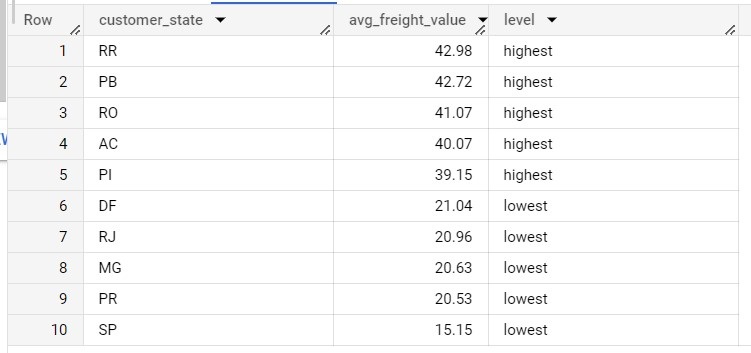 Row customer_state avg_freight_value level
1 RR 42.98 highest
2 PB 42.72 highest
3 RO 41.07 highest
4 AC 40.07 highest
5 PI 39.15 highest
6 DF 21.04 lowest
7 RJ 20.96 lowest
8 MG 20.63 lowest
9 PR 20.53 lowest
10 SP 15.15 lowest